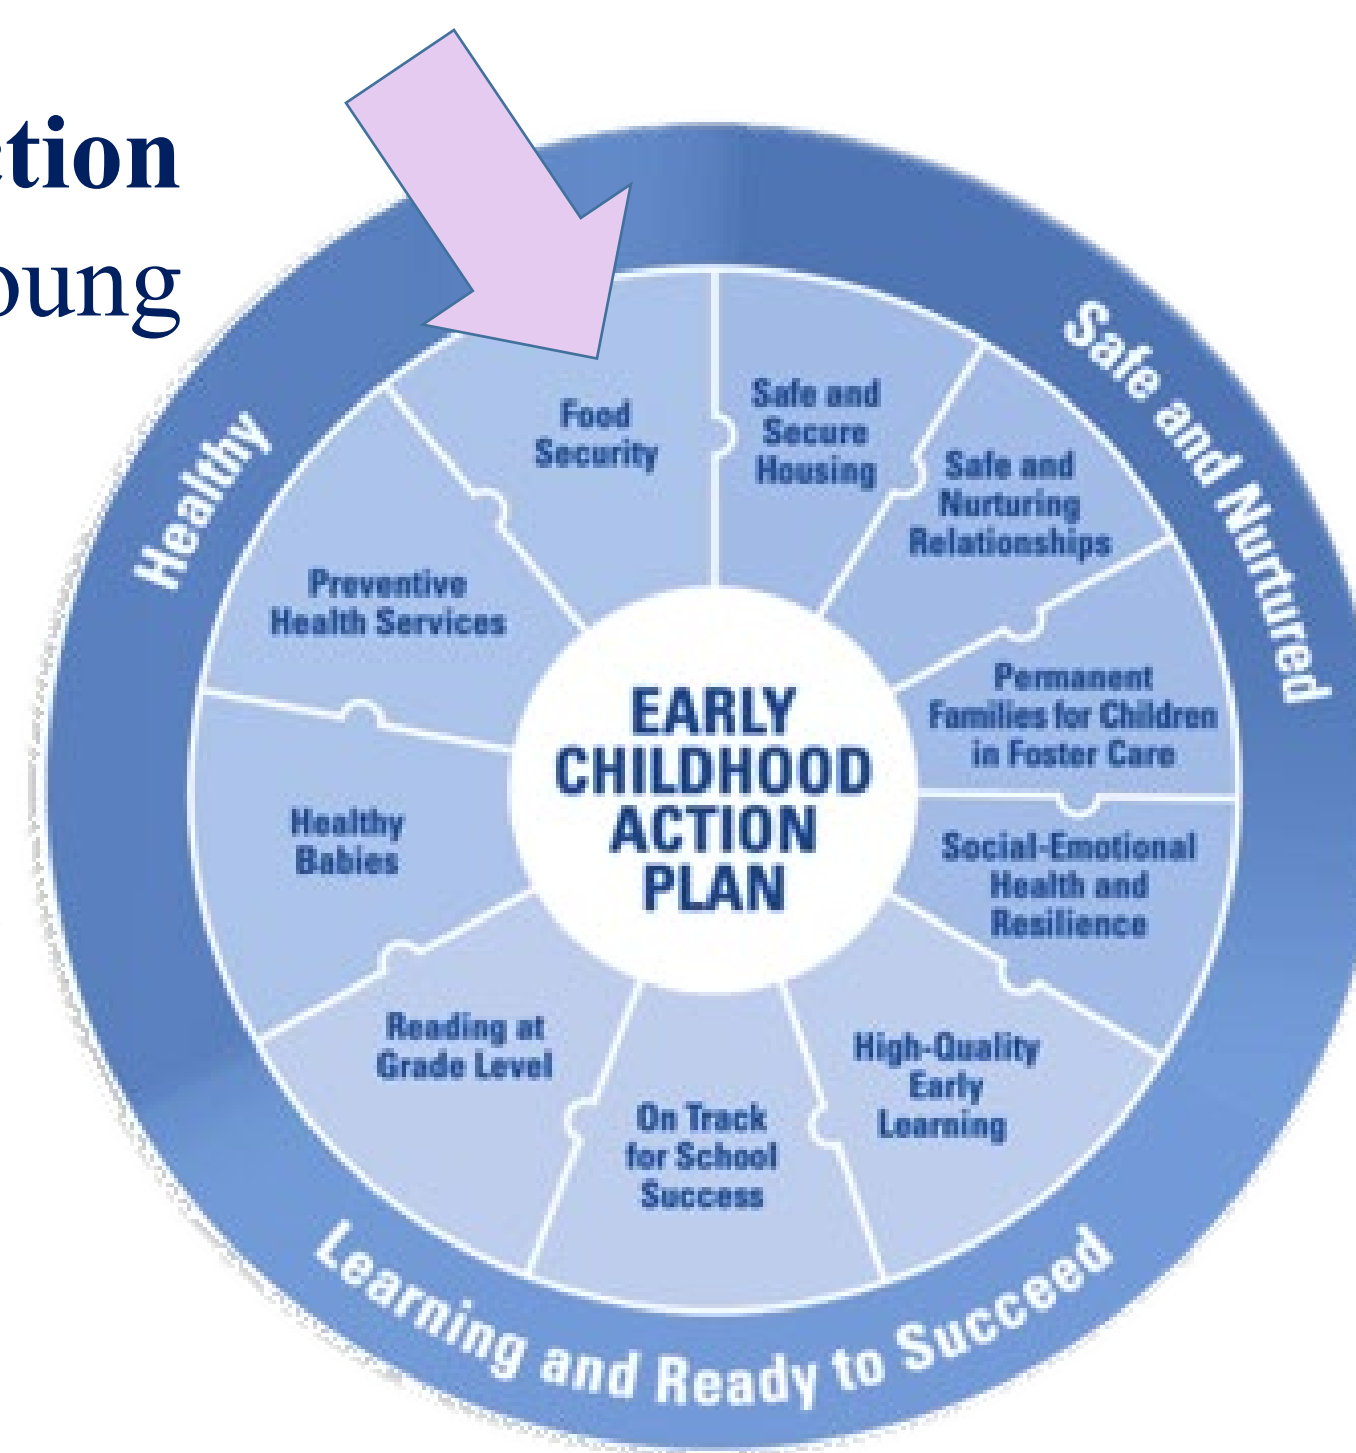 ction
oung
Healthy
Safe and Nurtured
Food
Security
Safe and
Secure
Housing
Safe and
Nurturing
Relationships
Permanent
Families for Children
in Foster Care
Social-Emotional
Health and
Resilience
High-Quality
Early
Learning
On Track
for School
Success
Reading at
Grade Level
Healthy
Babies
Preventive
Health Services
EARLY
CHILDHOOD
ACTION
PLAN
Learning and Ready to Succeed